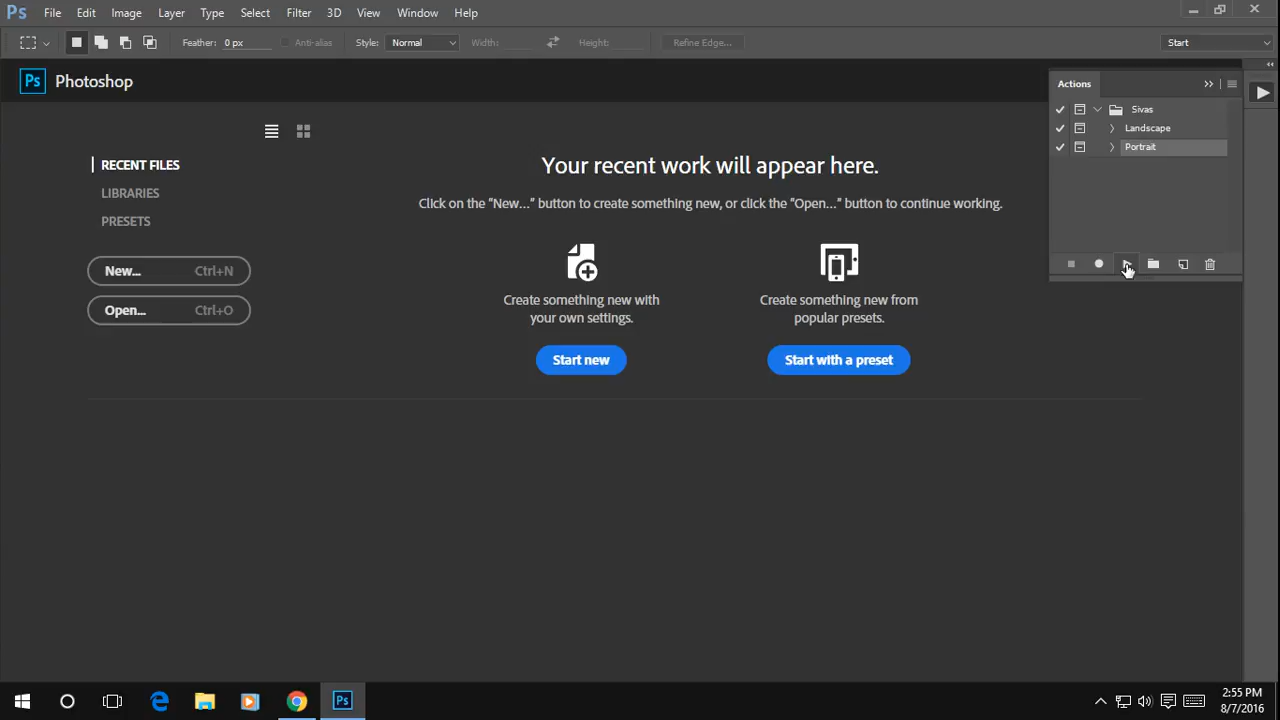 Ps File Edit Image Layer Type Select Filter 3D View Window Help
Feather: 0 px Anti-alias Style: Normal Width: Height: Refine Edge... Start
Ps Photoshop
Actions
Sivas
Landscape
Portrait
RECENT FILES
LIBRARIES
PRESETS
New... Ctrl+N
Open... Ctrl+O
Your recent work will appear here.
Click on the "New..." button to create something new, or click the "Open..." button to continue working.
Create something new with
your own settings.
Start new
Create something new from
popular presets.
Start with a preset
Ps
2:55 PM
8/7/2016